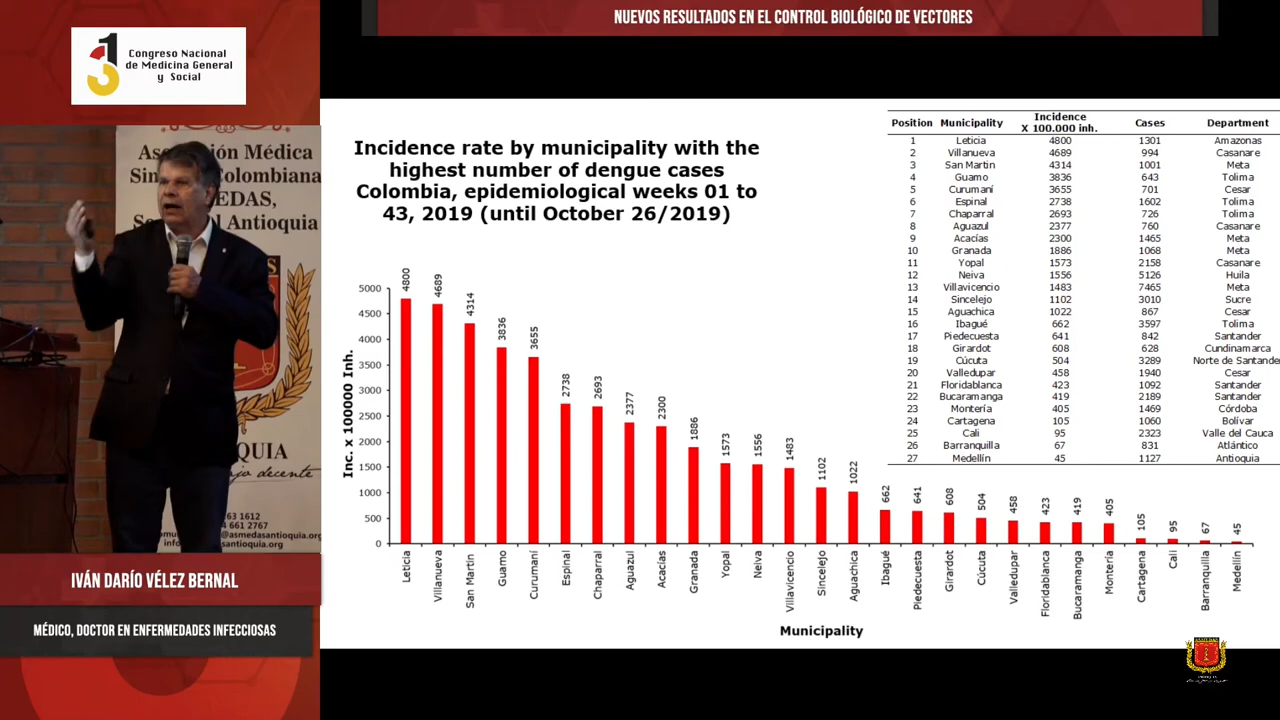 NUEVOS RESULTADOS EN EL CONTROL BIOLÓGICO DE VECTORES
Congreso Nacional
de Medicina General
y Social
Incidence rate by municipality with the
highest number of dengue cases
Colombia, epidemiological weeks 01 to
43, 2019 (until October 26/2019)
Position Municipality Incidence X 100.000 inh. Cases Department
1 Leticia 4800 1301 Amazonas
2 Villanueva 4689 994 Casanare
3 San Martin 4314 1001 Meta
4 Guamo 3836 643 Tolima
5 Curumaní 3655 701 Cesar
6 Espinal 2738 1602 Tolima
7 Chaparral 2693 726 Tolima
8 Aguazul 2377 760 Casanare
9 Acacías 2300 1465 Meta
10 Granada 1886 1068 Meta
11 Yopal 1573 2158 Casanare
12 Neiva 1556 5126 Huila
13 Villavicencio 1483 7465 Meta
14 Sincelejo 1102 3010 Sucre
15 Aguachica 1022 867 Cesar
16 Ibagué 662 3597 Tolima
17 Piedecuesta 641 842 Santander
18 Girardot 608 628 Cundinamarca
19 Cúcuta 504 3289 Norte de Santander
20 Valledupar 458 1940 Cesar
21 Floridablanca 423 1092 Santander
22 Bucaramanga 419 2189 Santander
23 Montería 405 1469 Córdoba
24 Cartagena 105 1060 Bolívar
25 Cali 95 2323 Valle del Cauca
26 Barranquilla 67 831 Atlántico
27 Medellín 45 1127 Antioquia
Inc. x 100000 Inh.
5000
4500
4000
3500
3000
2500
2000
1500
1000
500
0
4800 4689 4314 3836 3655 2738 2693 2377 2300 1886 1573 1556 1483 1102 1022 662 641 608 504 458 423 419 405 105 95 67 45
Leticia Villanueva San Martin Guamo Curumaní Espinal Chaparral Aguazul Acacías Granada Yopal Neiva Villavicencio Sincelejo Aguachica Ibagué Piedecuesta Girardot Cúcuta Valledupar Floridablanca Bucaramanga Montería Cartagena Cali Barranquilla Medellín
Municipality
Médica
Colombiana
Antioquia
QUIA
decente
63 1612
4 661 2767
@asmedasantioquia.org
santioquia.org
IVÁN DARÍO VÉLEZ BERNAL
MÉDICO, DOCTOR EN ENFERMEDADES INFECCIOSAS